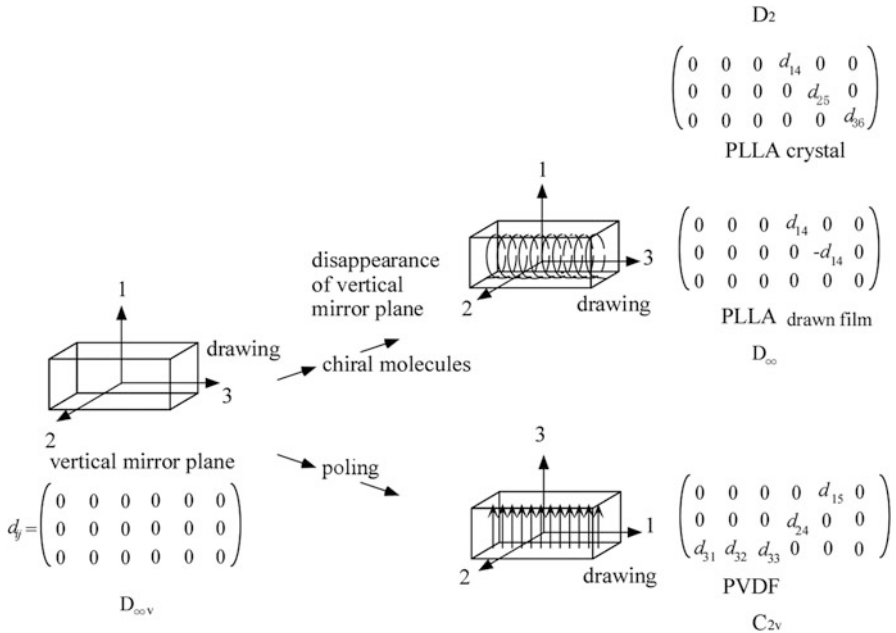 D₂
0 0 0 d₁₄ 0 0
0 0 0 0 d₂₅ 0
0 0 0 0 0 d₃₆
PLLA crystal
1
3
2
drawing
disappearance
of vertical
mirror plane
chiral molecules
0 0 0 d₁₄ 0 0
0 0 0 0 -d₁₄ 0
0 0 0 0 0 0
PLLA drawn film
D∞
1
drawing
3
2
vertical mirror plane
dᵢⱼ =
0 0 0 0 0 0
0 0 0 0 0 0
0 0 0 0 0 0
D∞ᵥ
poling
3
1
2
drawing
0 0 0 0 d₁₅ 0
0 0 0 d₂₄ 0 0
d₃₁ d₃₂ d₃₃ 0 0 0
PVDF
C₂ᵥ